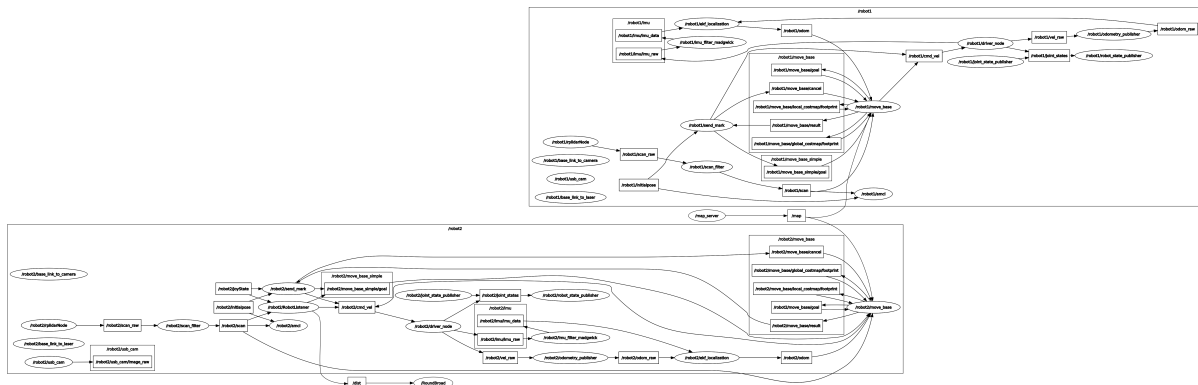 /robot1
/robot1/imu
/robot1/imu/imu_data
/robot1/imu/imu_raw
/robot1/ekf_localization
/robot1/imu_filter_madgwick
/robot1/odom
/robot1/odom_raw
/robot1/driver_node
/robot1/vel_raw
/robot1/odometry_publisher
/robot1/cmd_vel
/robot1/joint_state_publisher
/robot1/joint_states
/robot1/robot_state_publisher
/robot1/move_base
/robot1/move_base/goal
/robot1/move_base/cancel
/robot1/move_base/local_costmap/footprint
/robot1/move_base/result
/robot1/move_base/global_costmap/footprint
/robot1/move_base
/robot1/send_mark
/robot1/move_base_simple
/robot1/move_base_simple/goal
/robot1/rplidarNode
/robot1/scan_raw
/robot1/base_link_to_camera
/robot1/scan_filter
/robot1/usb_cam
/robot1/initialpose
/robot1/scan
/robot1/amcl
/robot1/base_link_to_laser
/map_server
/map
/robot2
/robot2/move_base
/robot2/move_base/cancel
/robot2/move_base/global_costmap/footprint
/robot2/move_base/local_costmap/footprint
/robot2/move_base/goal
/robot2/move_base/result
/robot2/move_base
/robot2/base_link_to_camera
/robot2/JoyState
/robot2/send_mark
/robot2/move_base_simple
/robot2/move_base_simple/goal
/robot2/initialpose
/robot2/RobotListener
/robot2/cmd_vel
/robot2/joint_state_publisher
/robot2/joint_states
/robot2/robot_state_publisher
/robot2/rplidarNode
/robot2/scan_raw
/robot2/scan_filter
/robot2/scan
/robot2/amcl
/robot2/driver_node
/robot2/imu
/robot2/imu/imu_data
/robot2/imu/imu_raw
/robot2/imu_filter_madgwick
/robot2/base_link_to_laser
/robot2/usb_cam
/robot2/usb_cam
/robot2/usb_cam/image_raw
/robot2/vel_raw
/robot2/odometry_publisher
/robot2/odom_raw
/robot2/ekf_localization
/robot2/odom
/dist
/RoundBroad